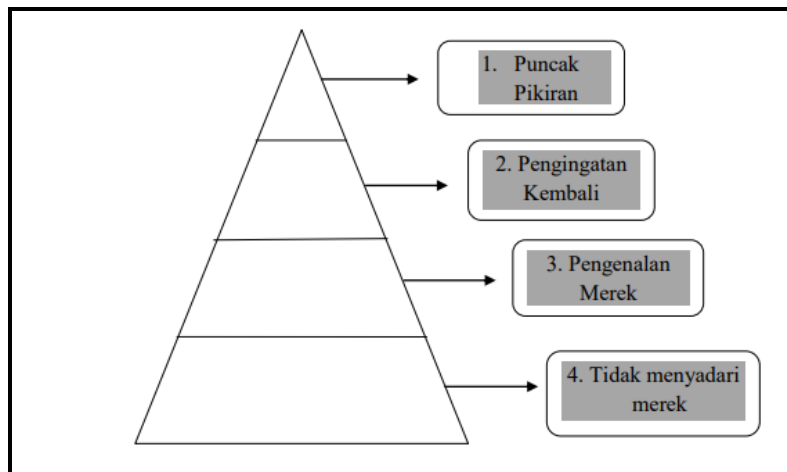 1. Puncak
Pikiran
2. Pengingatan
Kembali
3. Pengenalan
Merek
4. Tidak menyadari
merek